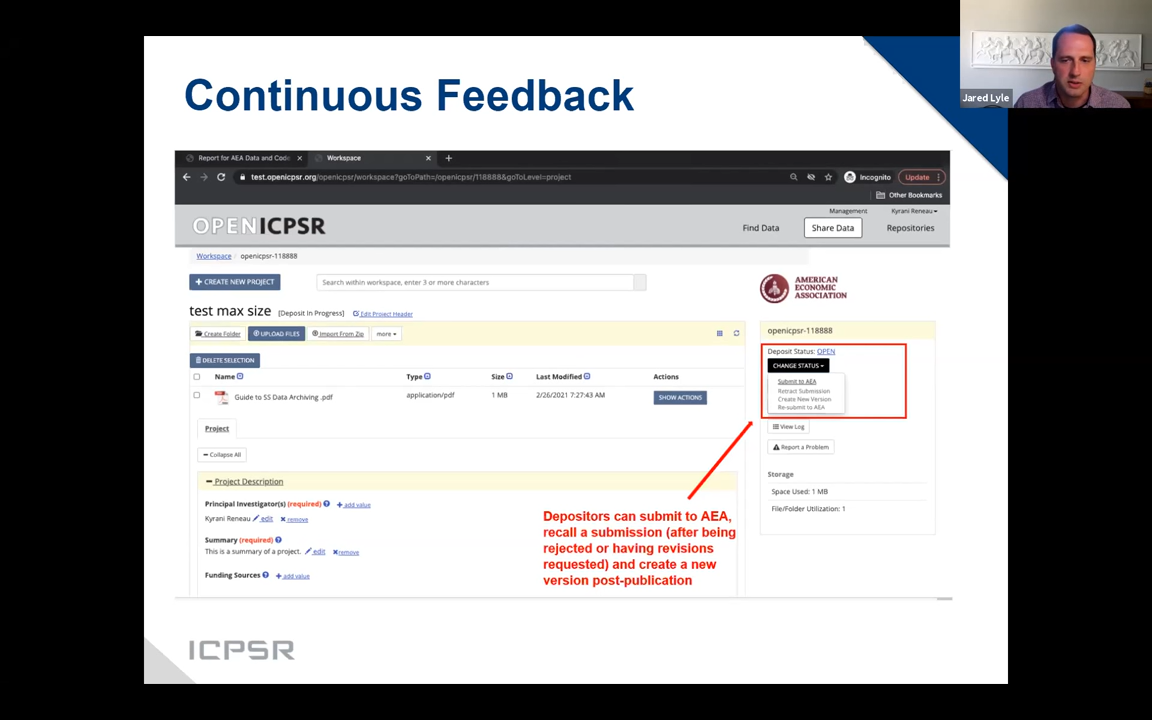 Continuous Feedback
Jared Lyle
Report for AEA Data and Code
Workspace
test.openicpsr.org/openicpsr/workspace?goToPath=/openicpsr/118888&goToLevel=project
Incognito
Update
Other Bookmarks
OPENICPSR
Management
Kyrani Reneau
Find Data
Share Data
Repositories
Workspace / openicpsr-118888
+ CREATE NEW PROJECT
Search within workspace, enter 3 or more characters
AMERICAN
ECONOMIC
ASSOCIATION
test max size [Deposit In Progress] Edit Project Header
Create Folder
UPLOAD FILES
Import From Zip
more
DELETE SELECTION
Name Type Size Last Modified Actions
Guide to SS Data Archiving .pdf application/pdf 1 MB 2/26/2021 7:27:43 AM SHOW ACTIONS
Project
Collapse All
Project Description
Principal Investigator(s) (required) + add value
Kyrani Reneau edit remove
Summary (required)
This is a summary of a project. edit remove
Funding Sources + add value
openicpsr-118888
Deposit Status: OPEN
CHANGE STATUS
Submit to AEA
Retract Submission
Create New Version
Re-submit to AEA
View Log
Report a Problem
Storage
Space Used: 1 MB
File/Folder Utilization: 1
Depositors can submit to AEA,
recall a submission (after being
rejected or having revisions
requested) and create a new
version post-publication
ICPSR